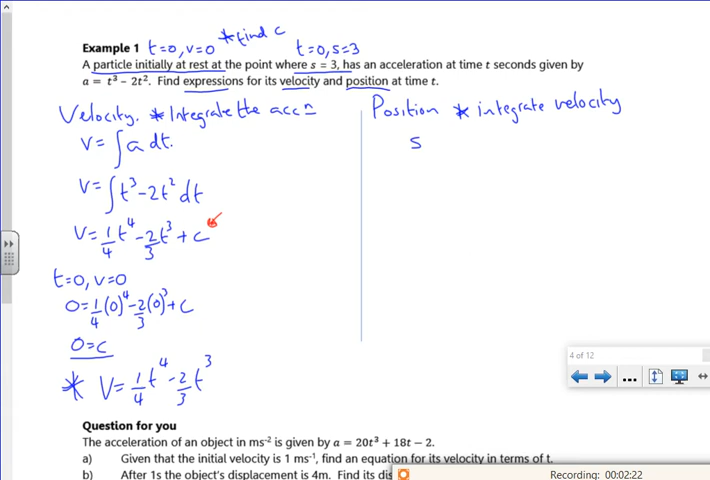 Example 1 t=0, v=0 *find c t=0, s=3
A particle initially at rest at the point where s = 3, has an acceleration at time t seconds given by
a = t³ − 2t². Find expressions for its velocity and position at time t.
Velocity. * Integrate the accⁿ
v= ∫ a dt.
v= ∫ t³ −2t² dt
v= 1/4 t⁴ − 2/3 t³ + c
t=0, v=0
0= 1/4 (0)⁴ − 2/3 (0)³ + c
0=c
* v= 1/4 t⁴ − 2/3 t³
Position * integrate velocity
s
4 of 12
...
Question for you
The acceleration of an object in ms⁻² is given by a = 20t³ + 18t − 2.
a) Given that the initial velocity is 1 ms⁻¹, find an equation for its velocity in terms of t.
b) After 1s the object's displacement is 4m. Find its
Recording: 00:02:22